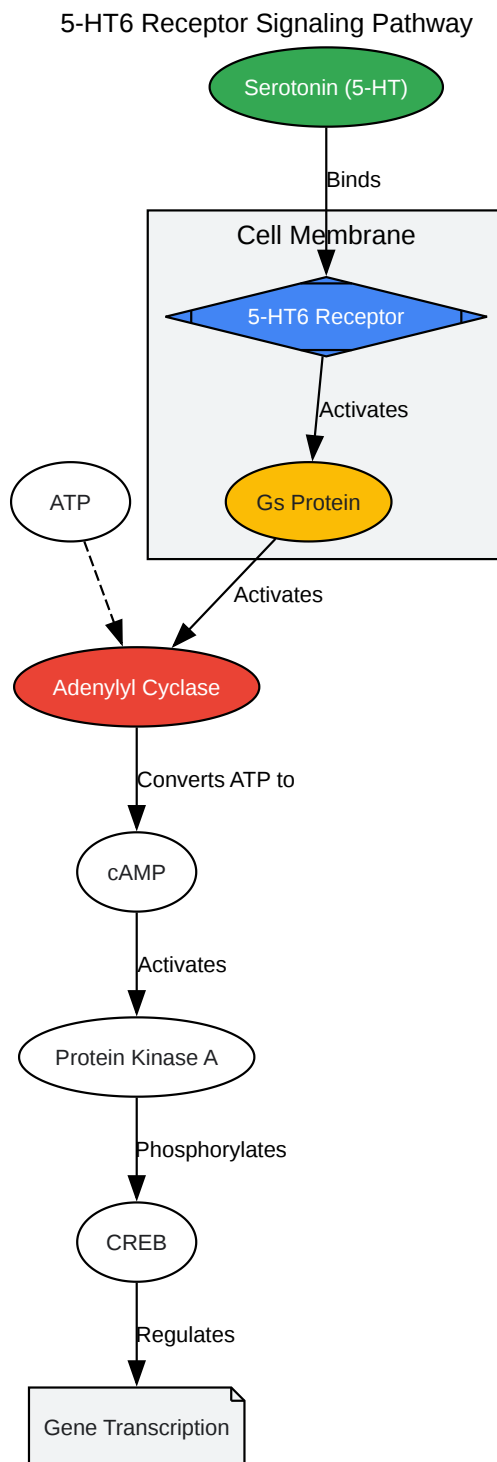 5-HT6 Receptor Signaling Pathway
Serotonin (5-HT)
Binds
Cell Membrane
5-HT6 Receptor
Activates
ATP
Gs Protein
Activates
Adenylyl Cyclase
Converts ATP to
cAMP
Activates
Protein Kinase A
Phosphorylates
CREB
Regulates
Gene Transcription